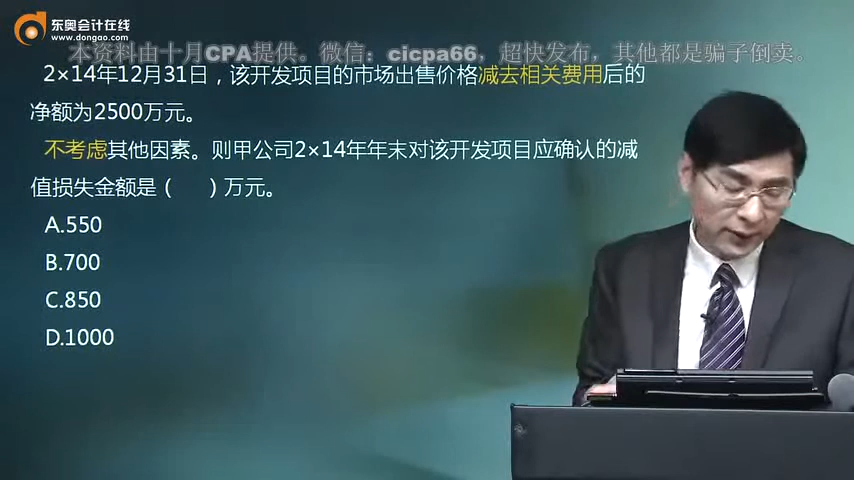 东奥会计在线
www.dongao.com
本资料由十月CPA提供。微信：cicpa66，超快发布，其他都是骗子倒卖。
2×14年12月31日，该开发项目的市场出售价格减去相关费用后的
净额为2500万元。
不考虑其他因素。则甲公司2×14年年末对该开发项目应确认的减
值损失金额是（ ）万元。
A.550
B.700
C.850
D.1000